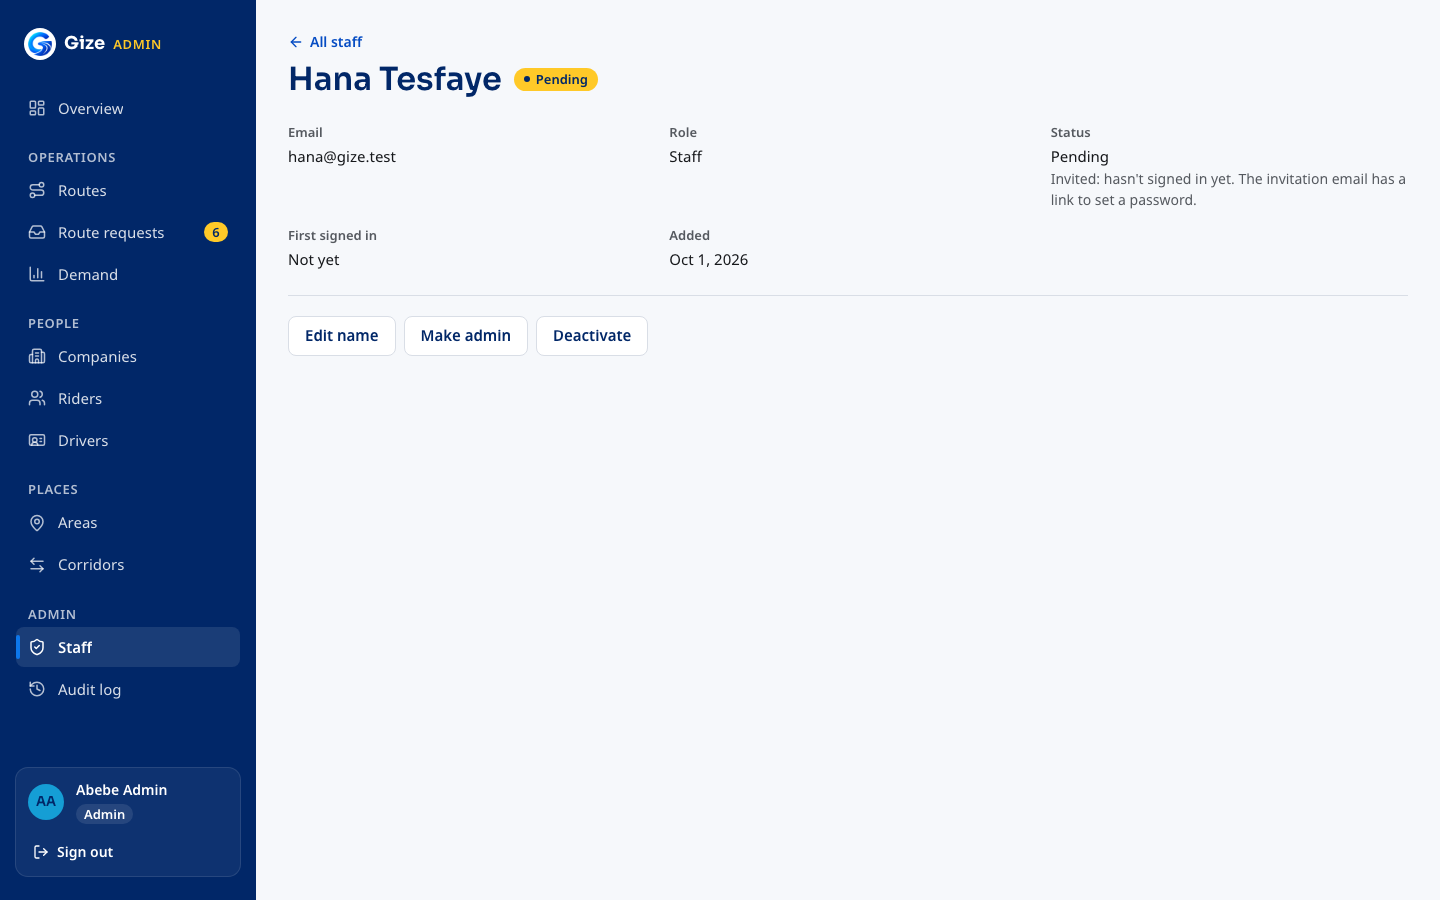 Gize ADMIN
Overview
OPERATIONS
Routes
Route requests 6
Demand
PEOPLE
Companies
Riders
Drivers
PLACES
Areas
Corridors
ADMIN
Staff
Audit log
AA
Abebe Admin
Admin
Sign out
All staff
Hana Tesfaye
Pending
Email
hana@gize.test
Role
Staff
Status
Pending
Invited: hasn't signed in yet. The invitation email has a
link to set a password.
First signed in
Not yet
Added
Oct 1, 2026
Edit name
Make admin
Deactivate